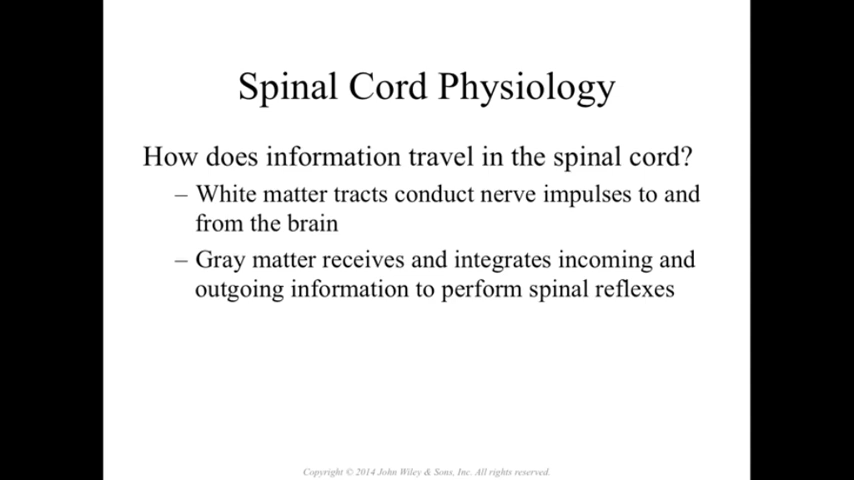 Spinal Cord Physiology
How does information travel in the spinal cord?
– White matter tracts conduct nerve impulses to and
from the brain
– Gray matter receives and integrates incoming and
outgoing information to perform spinal reflexes
Copyright © 2014 John Wiley & Sons, Inc. All rights reserved.